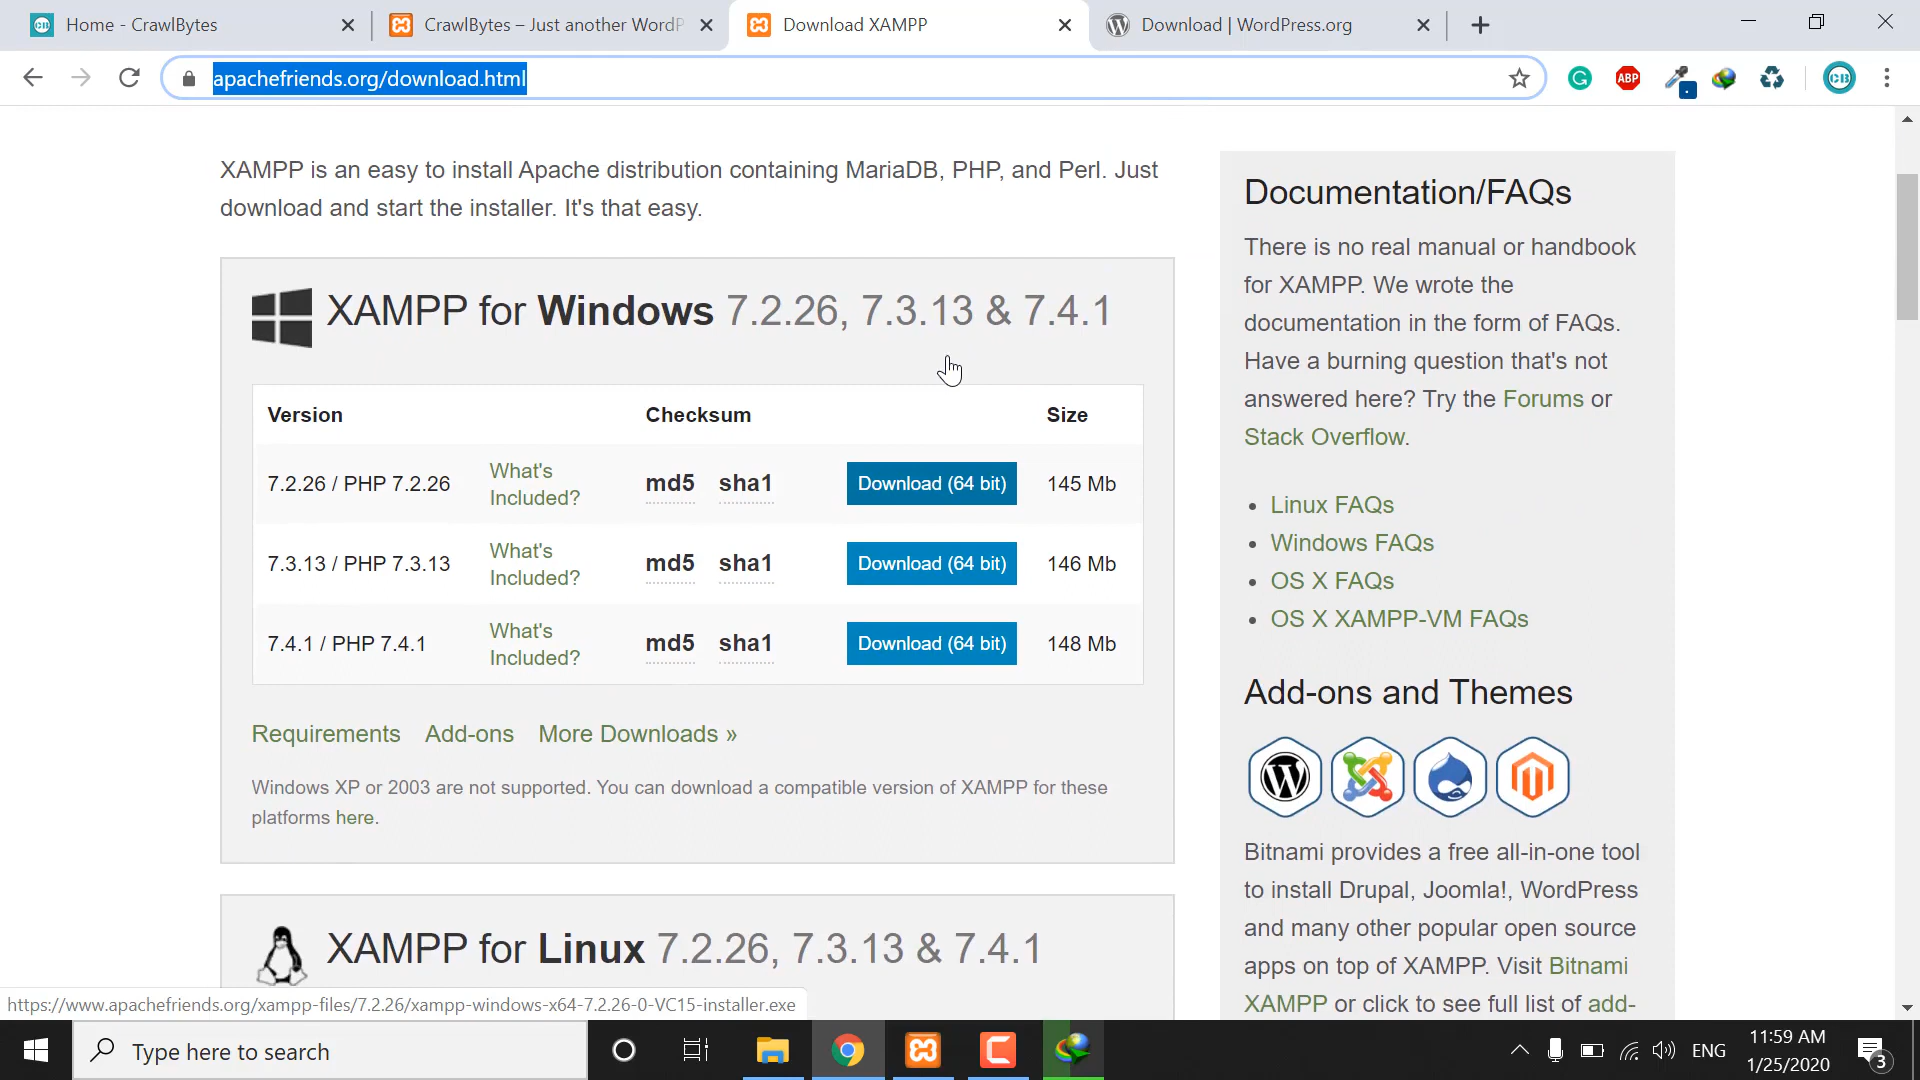 Home - CrawlBytes
CrawlBytes – Just another WordP
Download XAMPP
Download | WordPress.org
apachefriends.org/download.html
ABP
CB
XAMPP is an easy to install Apache distribution containing MariaDB, PHP, and Perl. Just
download and start the installer. It's that easy.
XAMPP for Windows 7.2.26, 7.3.13 & 7.4.1
Version Checksum Size
7.2.26 / PHP 7.2.26 What's Included? md5 sha1 Download (64 bit) 145 Mb
7.3.13 / PHP 7.3.13 What's Included? md5 sha1 Download (64 bit) 146 Mb
7.4.1 / PHP 7.4.1 What's Included? md5 sha1 Download (64 bit) 148 Mb
Requirements Add-ons More Downloads »
Windows XP or 2003 are not supported. You can download a compatible version of XAMPP for these
platforms here.
XAMPP for Linux 7.2.26, 7.3.13 & 7.4.1
Documentation/FAQs
There is no real manual or handbook
for XAMPP. We wrote the
documentation in the form of FAQs.
Have a burning question that's not
answered here? Try the Forums or
Stack Overflow.
Linux FAQs
Windows FAQs
OS X FAQs
OS X XAMPP-VM FAQs
Add-ons and Themes
Bitnami provides a free all-in-one tool
to install Drupal, Joomla!, WordPress
and many other popular open source
apps on top of XAMPP. Visit Bitnami
XAMPP or click to see full list of add-
https://www.apachefriends.org/xampp-files/7.2.26/xampp-windows-x64-7.2.26-0-VC15-installer.exe
Type here to search
ENG
11:59 AM
1/25/2020
3